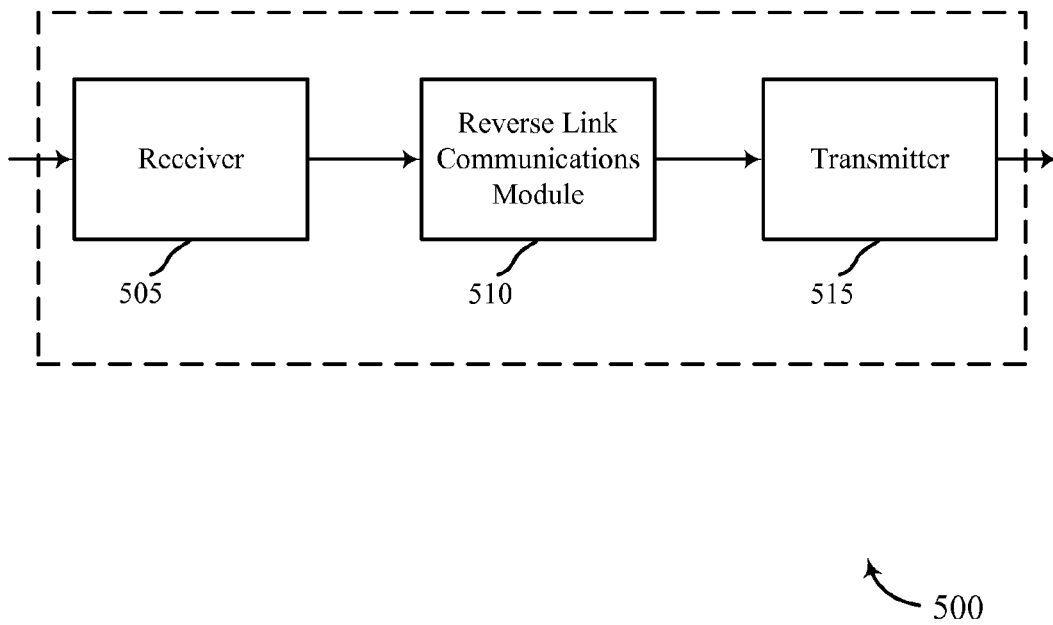 Receiver
Reverse Link
Communications
Module
Transmitter
505
510
515
500